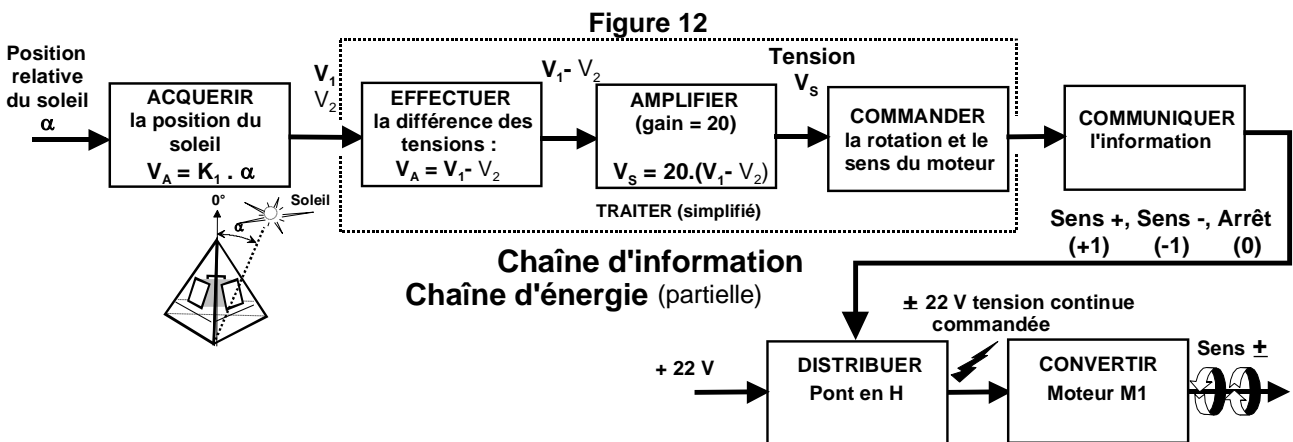 Figure 12
Position
relative
du soleil
α
ACQUERIR
la position du
soleil
V_A = K_1 . α
V_1
V_2
EFFECTUER
la différence des
tensions :
V_A = V_1- V_2
V_1- V_2
AMPLIFIER
(gain = 20)
V_S = 20.(V_1- V_2)
Tension
V_S
COMMANDER
la rotation et le
sens du moteur
COMMUNIQUER
l'information
TRAITER (simplifié)
0°
Soleil
α
Sens +, Sens -, Arrêt
(+1) (-1) (0)
Chaîne d'information
Chaîne d'énergie (partielle)
± 22 V tension continue
commandée
+ 22 V
DISTRIBUER
Pont en H
CONVERTIR
Moteur M1
Sens ±